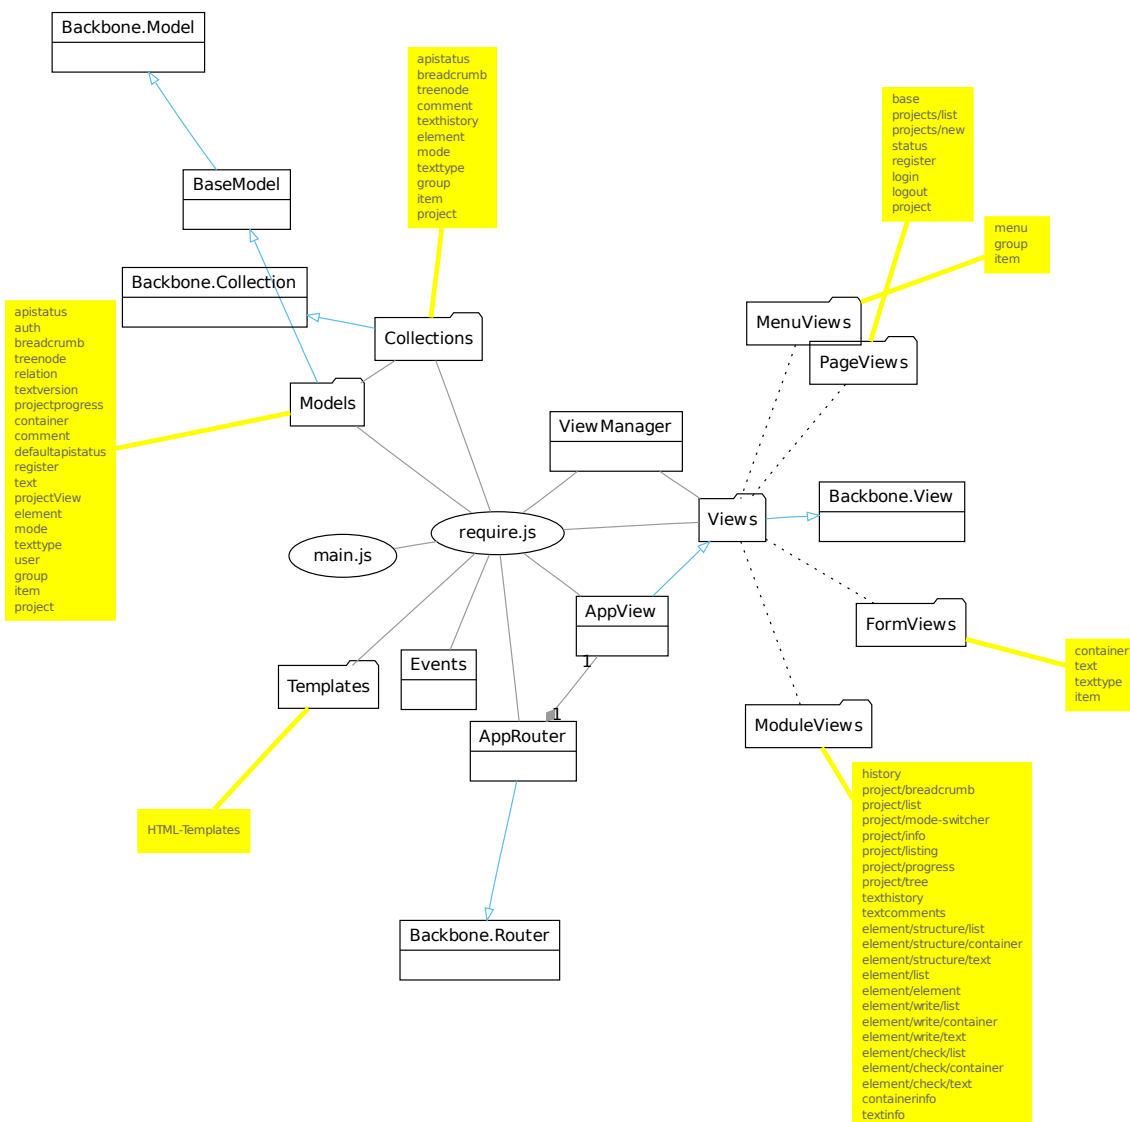 Backbone.Model
apistatus
breadcrumb
treenode
comment
texthistory
element
mode
texttype
group
item
project
base
projects/list
projects/new
status
register
login
logout
project
BaseModel
menu
group
item
Backbone.Collection
apistatus
auth
breadcrumb
treenode
relation
textversion
projectprogress
container
comment
defaultapistatus
register
text
projectView
element
mode
texttype
user
group
item
project
Collections
MenuViews
PageViews
Models
ViewManager
Backbone.View
Views
require.js
main.js
AppView
1
FormViews
container
text
texttype
item
Events
Templates
1
AppRouter
ModuleViews
history
project/breadcrumb
project/list
project/mode-switcher
project/info
project/listing
project/progress
project/tree
texthistory
textcomments
element/structure/list
element/structure/container
element/structure/text
element/list
element/element
element/write/list
element/write/container
element/write/text
element/check/list
element/check/container
element/check/text
containerinfo
textinfo
HTML-Templates
Backbone.Router